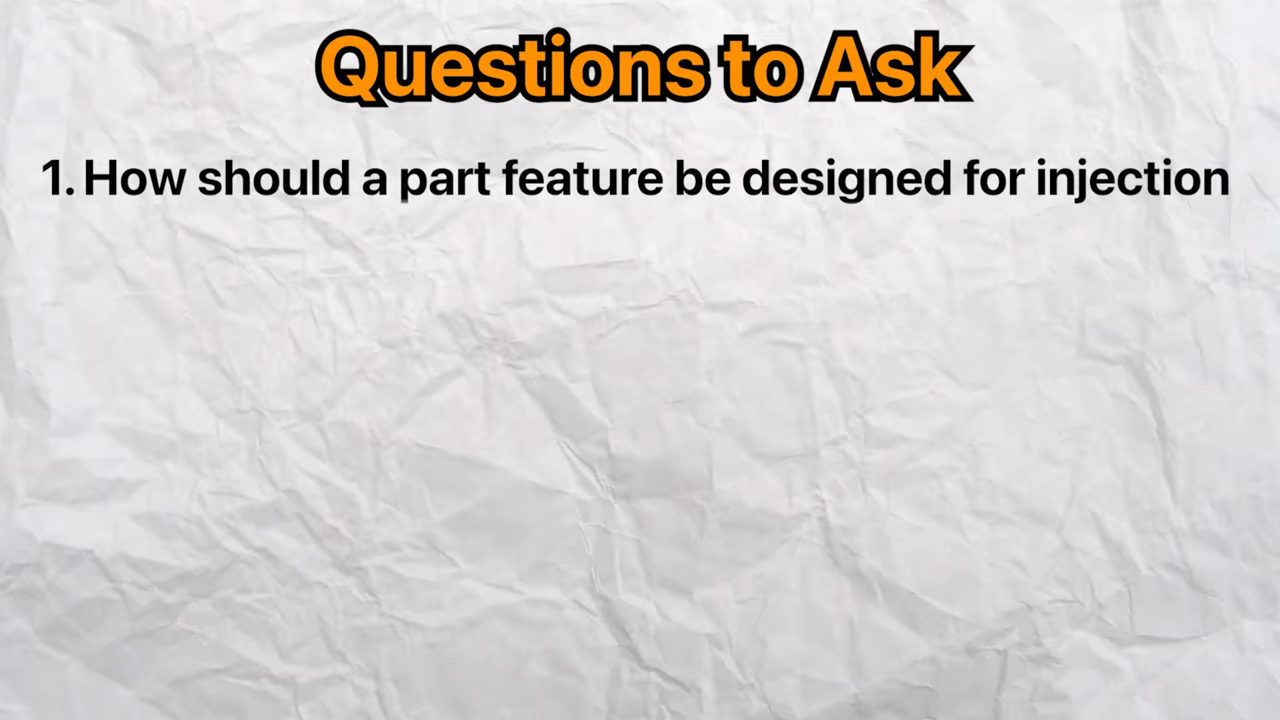 Questions to Ask
1. How should a part feature be designed for injection